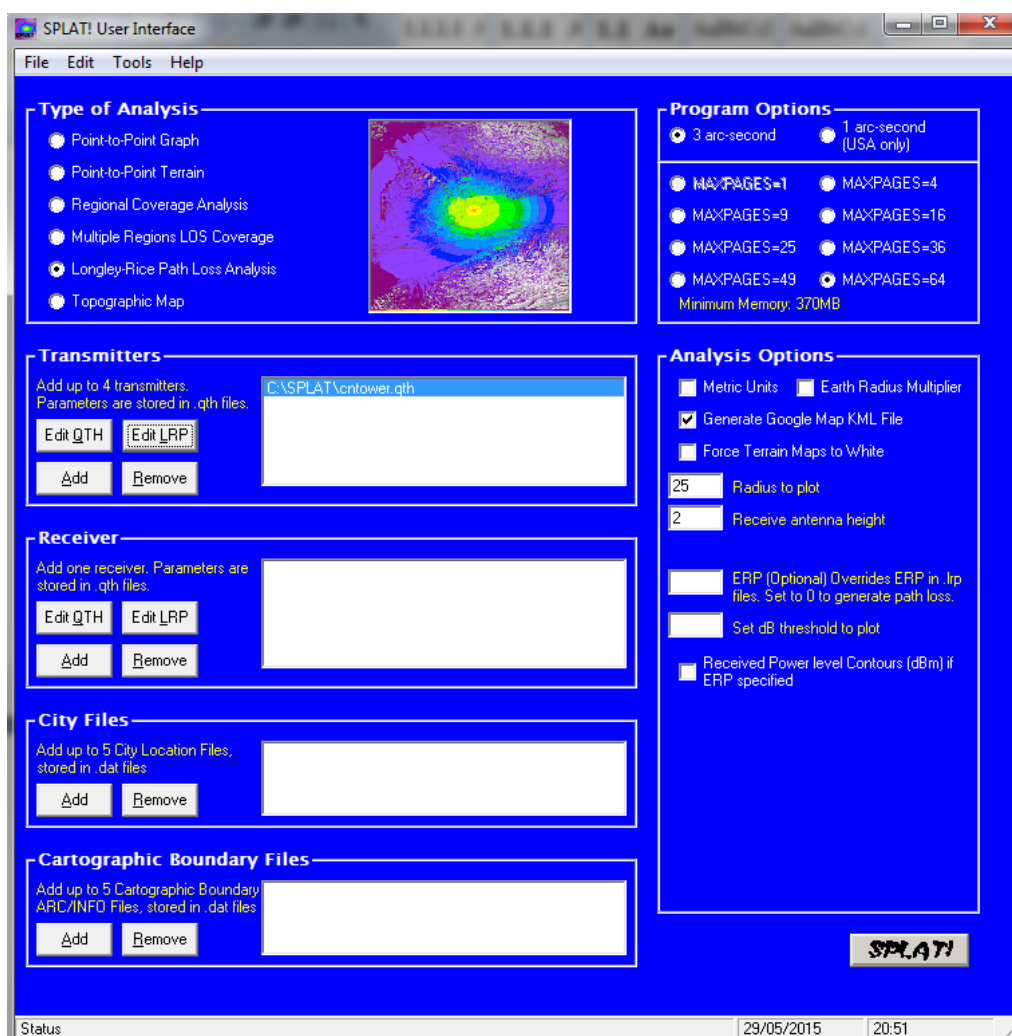 SPLAT! User Interface
File Edit Tools Help
Type of Analysis
Point-to-Point Graph
Point-to-Point Terrain
Regional Coverage Analysis
Multiple Regions LOS Coverage
Longley-Rice Path Loss Analysis
Topographic Map
Program Options
3 arc-second
1 arc-second
(USA only)
MAXPAGES=1 MAXPAGES=4
MAXPAGES=9 MAXPAGES=16
MAXPAGES=25 MAXPAGES=36
MAXPAGES=49 MAXPAGES=64
Minimum Memory: 370MB
Transmitters
Add up to 4 transmitters.
Parameters are stored in .qth files.
Edit QTH Edit LRP
Add Remove
C:\SPLAT\cntower.qth
Analysis Options
Metric Units Earth Radius Multiplier
Generate Google Map KML File
Force Terrain Maps to White
25 Radius to plot
2 Receive antenna height
ERP (Optional) Overrides ERP in .lrp
files. Set to 0 to generate path loss.
Set dB threshold to plot
Received Power level Contours (dBm) if
ERP specified
Receiver
Add one receiver. Parameters are
stored in .qth files.
Edit QTH Edit LRP
Add Remove
City Files
Add up to 5 City Location Files,
stored in .dat files
Add Remove
Cartographic Boundary Files
Add up to 5 Cartographic Boundary
ARC/INFO Files, stored in .dat files
Add Remove
SPLAT!
Status 29/05/2015 20:51